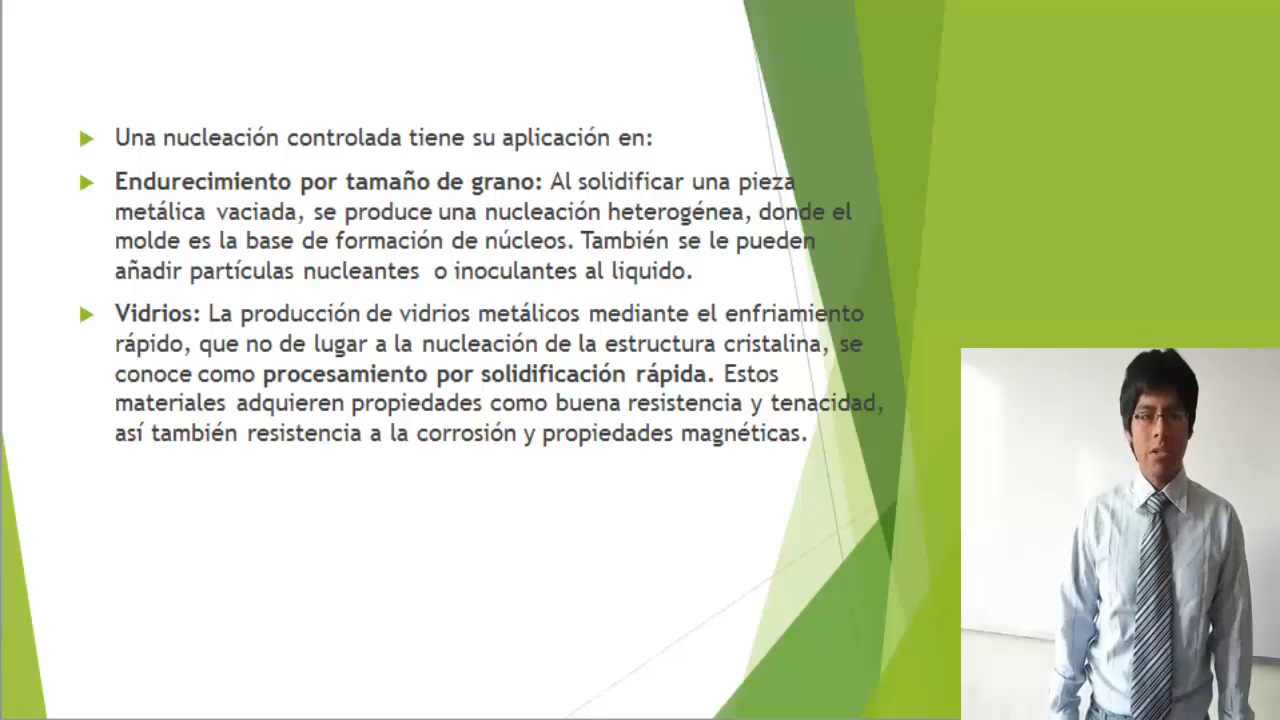 Una nucleación controlada tiene su aplicación en:
Endurecimiento por tamaño de grano: Al solidificar una pieza
metálica vaciada, se produce una nucleación heterogénea, donde el
molde es la base de formación de núcleos. También se le pueden
añadir partículas nucleantes o inoculantes al liquido.
Vidrios: La producción de vidrios metálicos mediante el enfriamiento
rápido, que no de lugar a la nucleación de la estructura cristalina, se
conoce como procesamiento por solidificación rápida. Estos
materiales adquieren propiedades como buena resistencia y tenacidad,
así también resistencia a la corrosión y propiedades magnéticas.